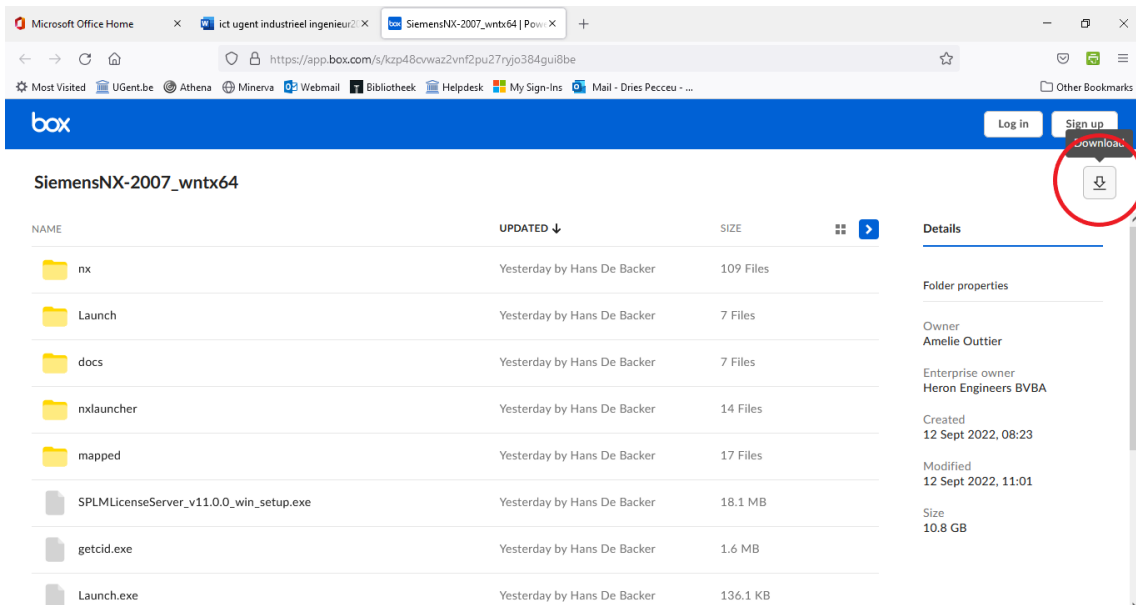 Microsoft Office Home
ict ugent industrieel ingenieur2
box SiemensNX-2007_wntx64 | Pow
https://app.box.com/s/kzp48cvwaz2vnf2pu27ryjo384gui8be
Most Visited UGent.be Athena Minerva Webmail Bibliotheek Helpdesk My Sign-Ins Mail - Dries Pecceu - ... Other Bookmarks
box Log in Sign up
Download
SiemensNX-2007_wntx64
NAME UPDATED SIZE Details
nx Yesterday by Hans De Backer 109 Files
Launch Yesterday by Hans De Backer 7 Files
docs Yesterday by Hans De Backer 7 Files
nxlauncher Yesterday by Hans De Backer 14 Files
mapped Yesterday by Hans De Backer 17 Files
SPLMLicenseServer_v11.0.0_win_setup.exe Yesterday by Hans De Backer 18.1 MB
getcid.exe Yesterday by Hans De Backer 1.6 MB
Launch.exe Yesterday by Hans De Backer 136.1 KB
Folder properties
Owner
Amelie Outtier
Enterprise owner
Heron Engineers BVBA
Created
12 Sept 2022, 08:23
Modified
12 Sept 2022, 11:01
Size
10.8 GB